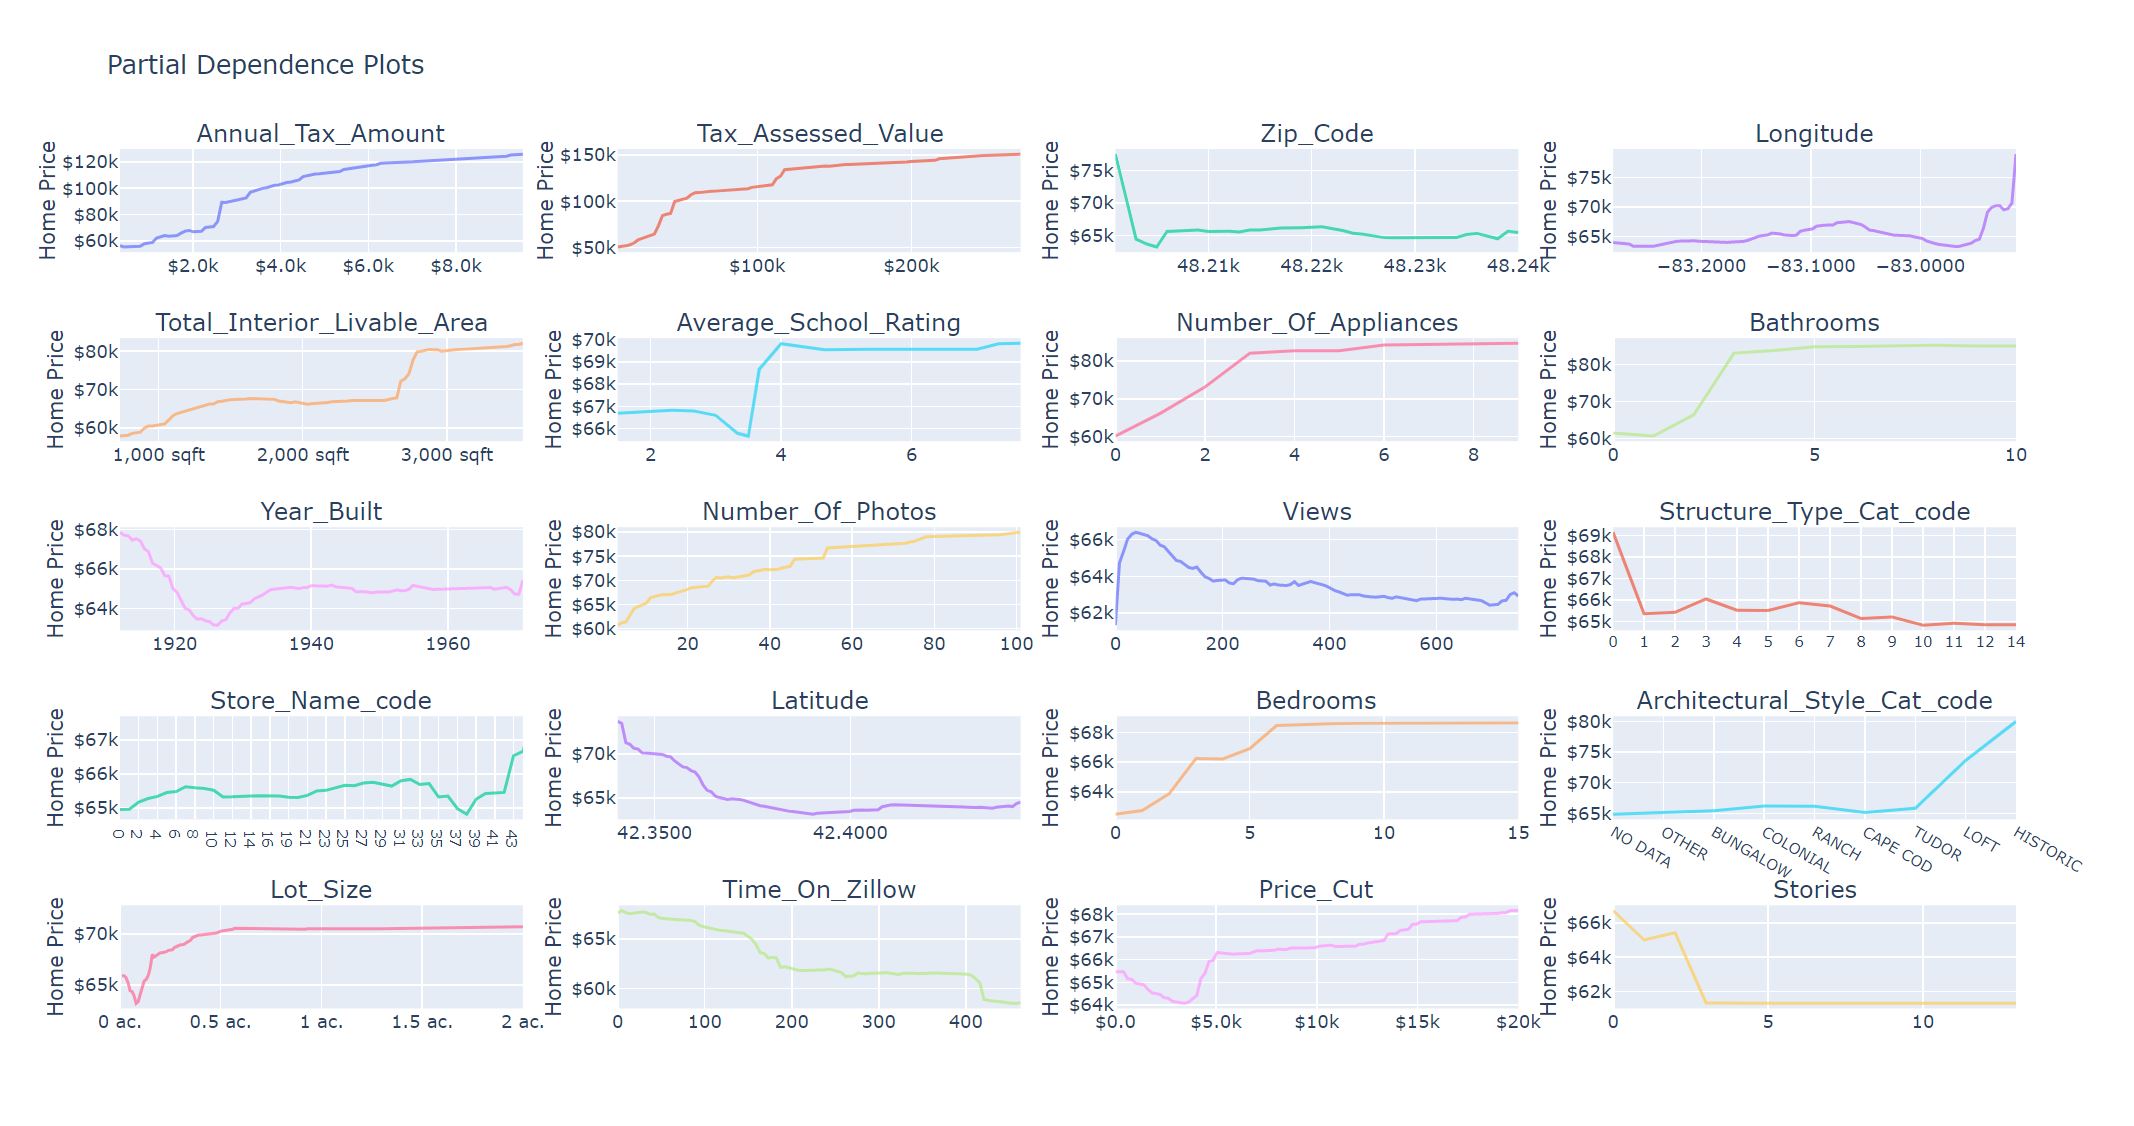 Partial Dependence Plots
Annual_Tax_Amount
Home Price
$120k
$100k
$80k
$60k
$2.0k $4.0k $6.0k $8.0k
Tax_Assessed_Value
Home Price
$150k
$100k
$50k
$100k $200k
Zip_Code
Home Price
$75k
$70k
$65k
48.21k 48.22k 48.23k 48.24k
Longitude
Home Price
$75k
$70k
$65k
−83.2000 −83.1000 −83.0000
Total_Interior_Livable_Area
Home Price
$80k
$70k
$60k
1,000 sqft 2,000 sqft 3,000 sqft
Average_School_Rating
Home Price
$70k
$69k
$68k
$67k
$66k
2 4 6
Number_Of_Appliances
Home Price
$80k
$70k
$60k
0 2 4 6 8
Bathrooms
Home Price
$80k
$70k
$60k
0 5 10
Year_Built
Home Price
$68k
$66k
$64k
1920 1940 1960
Number_Of_Photos
Home Price
$80k
$75k
$70k
$65k
$60k
20 40 60 80 100
Views
Home Price
$66k
$64k
$62k
0 200 400 600
Structure_Type_Cat_code
Home Price
$69k
$68k
$67k
$66k
$65k
0 1 2 3 4 5 6 7 8 9 10 11 12 14
Store_Name_code
Home Price
$67k
$66k
$65k
0 2 4 6 8 10 12 14 16 19 21 23 25 27 29 31 33 35 37 39 41 43
Latitude
Home Price
$70k
$65k
42.3500 42.4000
Bedrooms
Home Price
$68k
$66k
$64k
0 5 10 15
Architectural_Style_Cat_code
Home Price
$80k
$75k
$70k
$65k
NO DATA
OTHER
BUNGALOW
COLONIAL
RANCH
CAPE COD
TUDOR
LOFT
HISTORIC
Lot_Size
Home Price
$70k
$65k
0 ac. 0.5 ac. 1 ac. 1.5 ac. 2 ac.
Time_On_Zillow
Home Price
$65k
$60k
0 100 200 300 400
Price_Cut
Home Price
$68k
$67k
$66k
$65k
$64k
$0.0 $5.0k $10k $15k $20k
Stories
Home Price
$66k
$64k
$62k
0 5 10